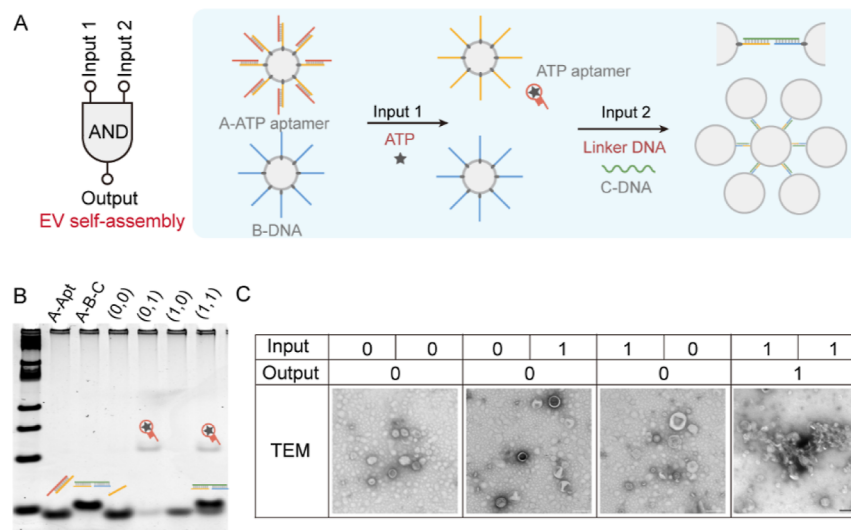 A
Input 1
Input 2
AND
Output
EV self-assembly
A-ATP aptamer
B-DNA
Input 1
ATP
ATP aptamer
Input 2
Linker DNA
C-DNA
B
A-Apt
A-B-C
(0,0)
(0,1)
(1,0)
(1,1)
C
Input 0 0 0 1 1 0 1 1
Output 0 0 0 1
TEM